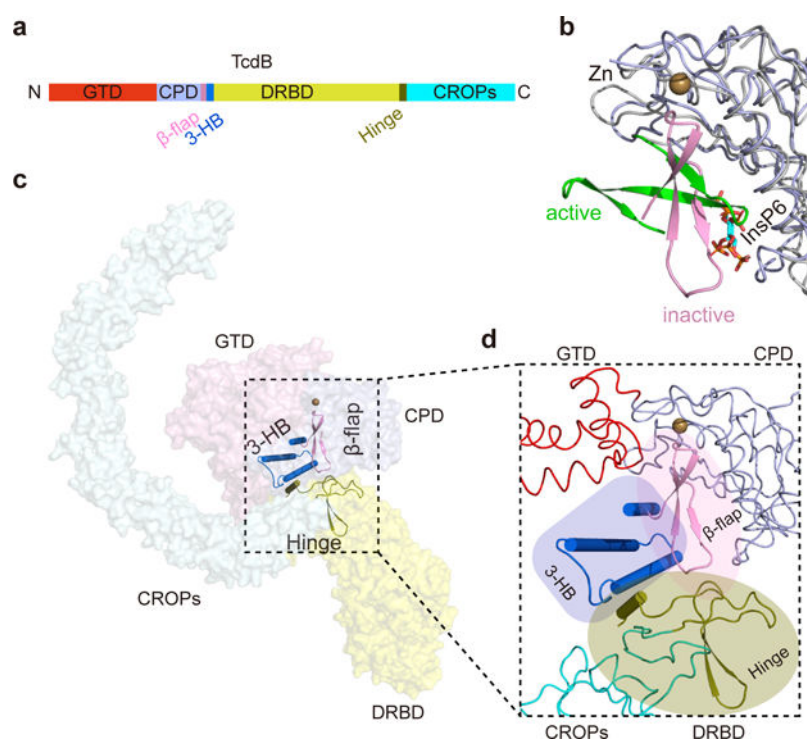 a
TcdB
N GTD CPD DRBD CROPs C
β-flap
3-HB
Hinge
b
Zn
active
InsP6
inactive
c
GTD
CPD
3-HB
β-flap
Hinge
CROPs
DRBD
d
GTD CPD
β-flap
3-HB
Hinge
CROPs DRBD